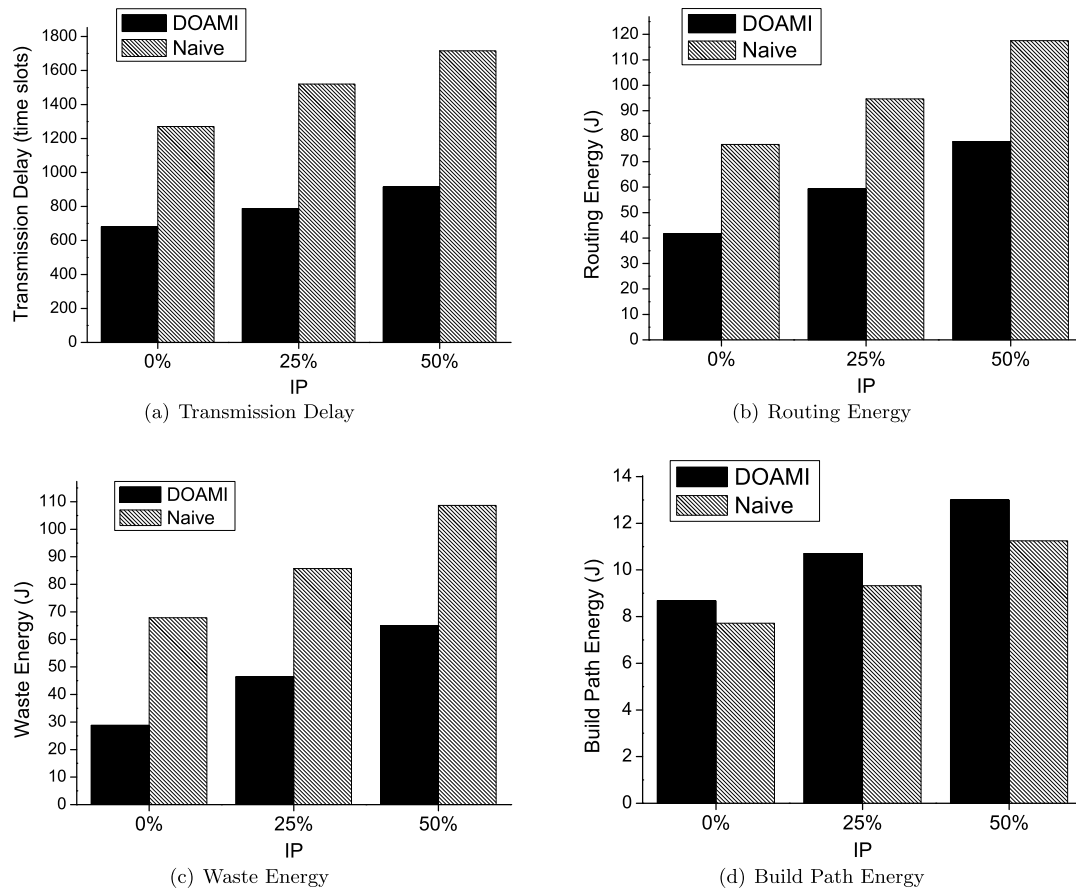 DOAMI
Naive
Transmission Delay (time slots)
1800
1600
1400
1200
1000
800
600
400
200
0
0% 25% 50%
IP
(a) Transmission Delay
DOAMI
Naive
Routing Energy (J)
120
110
100
90
80
70
60
50
40
30
20
10
0
0% 25% 50%
IP
(b) Routing Energy
DOAMI
Naive
Waste Energy (J)
110
100
90
80
70
60
50
40
30
20
10
0
0% 25% 50%
IP
(c) Waste Energy
DOAMI
Naive
Build Path Energy (J)
14
12
10
8
6
4
2
0
0% 25% 50%
IP
(d) Build Path Energy